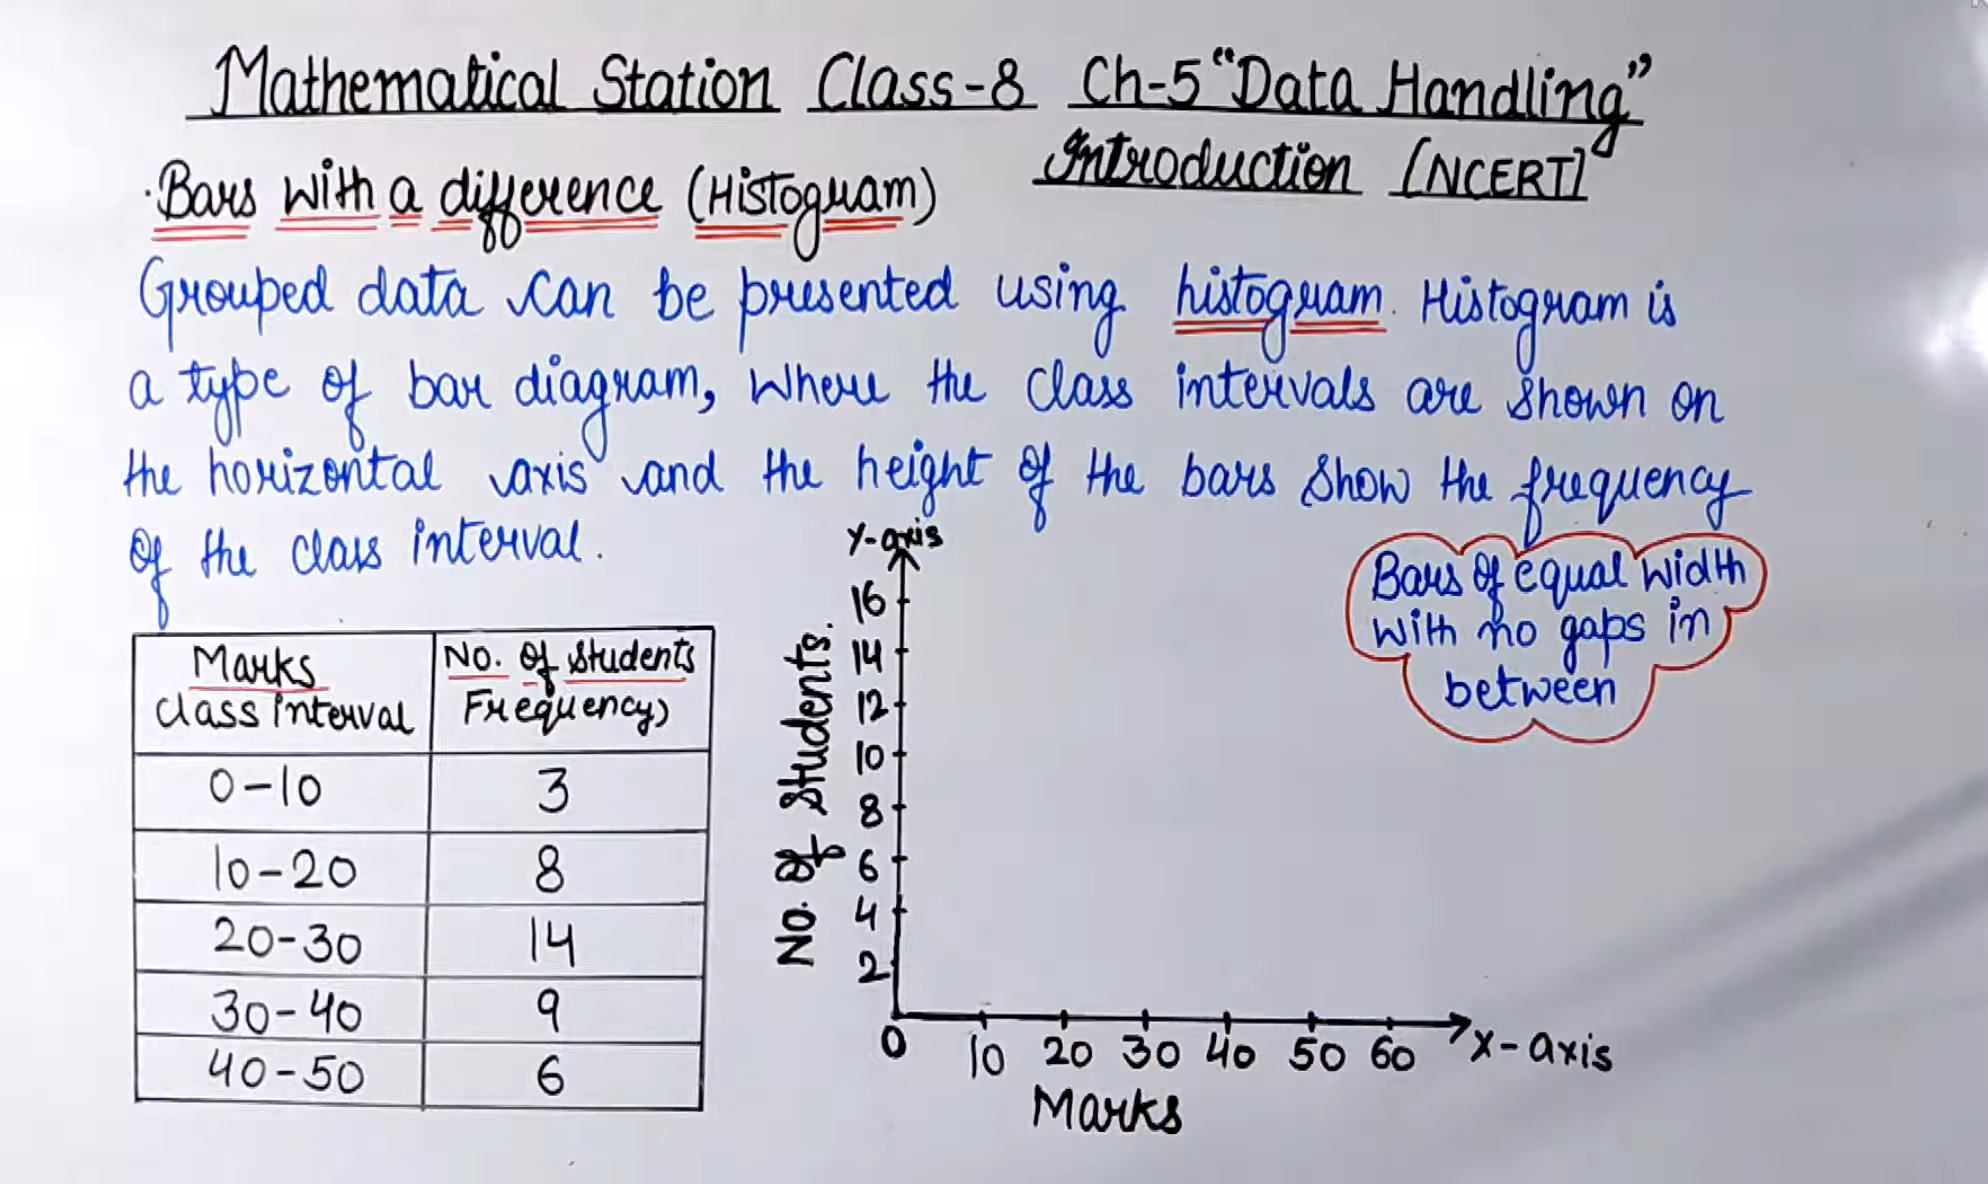 Mathematical Station Class-8 Ch-5 "Data Handling"
Introduction [NCERT]
·Bars with a difference (Histogram)
Grouped data can be presented using histogram. Histogram is
a type of bar diagram, where the class intervals are shown on
the horizontal axis and the height of the bars show the frequency
of the class interval.
Bars of equal width
with no gaps in
between
Marks No. of Students
Class interval Frequency)
0-10 3
10-20 8
20-30 14
30-40 9
40-50 6
Y-axis
16
14
12
10
8
6
4
2
No. of Students.
0 10 20 30 40 50 60 X-axis
Marks